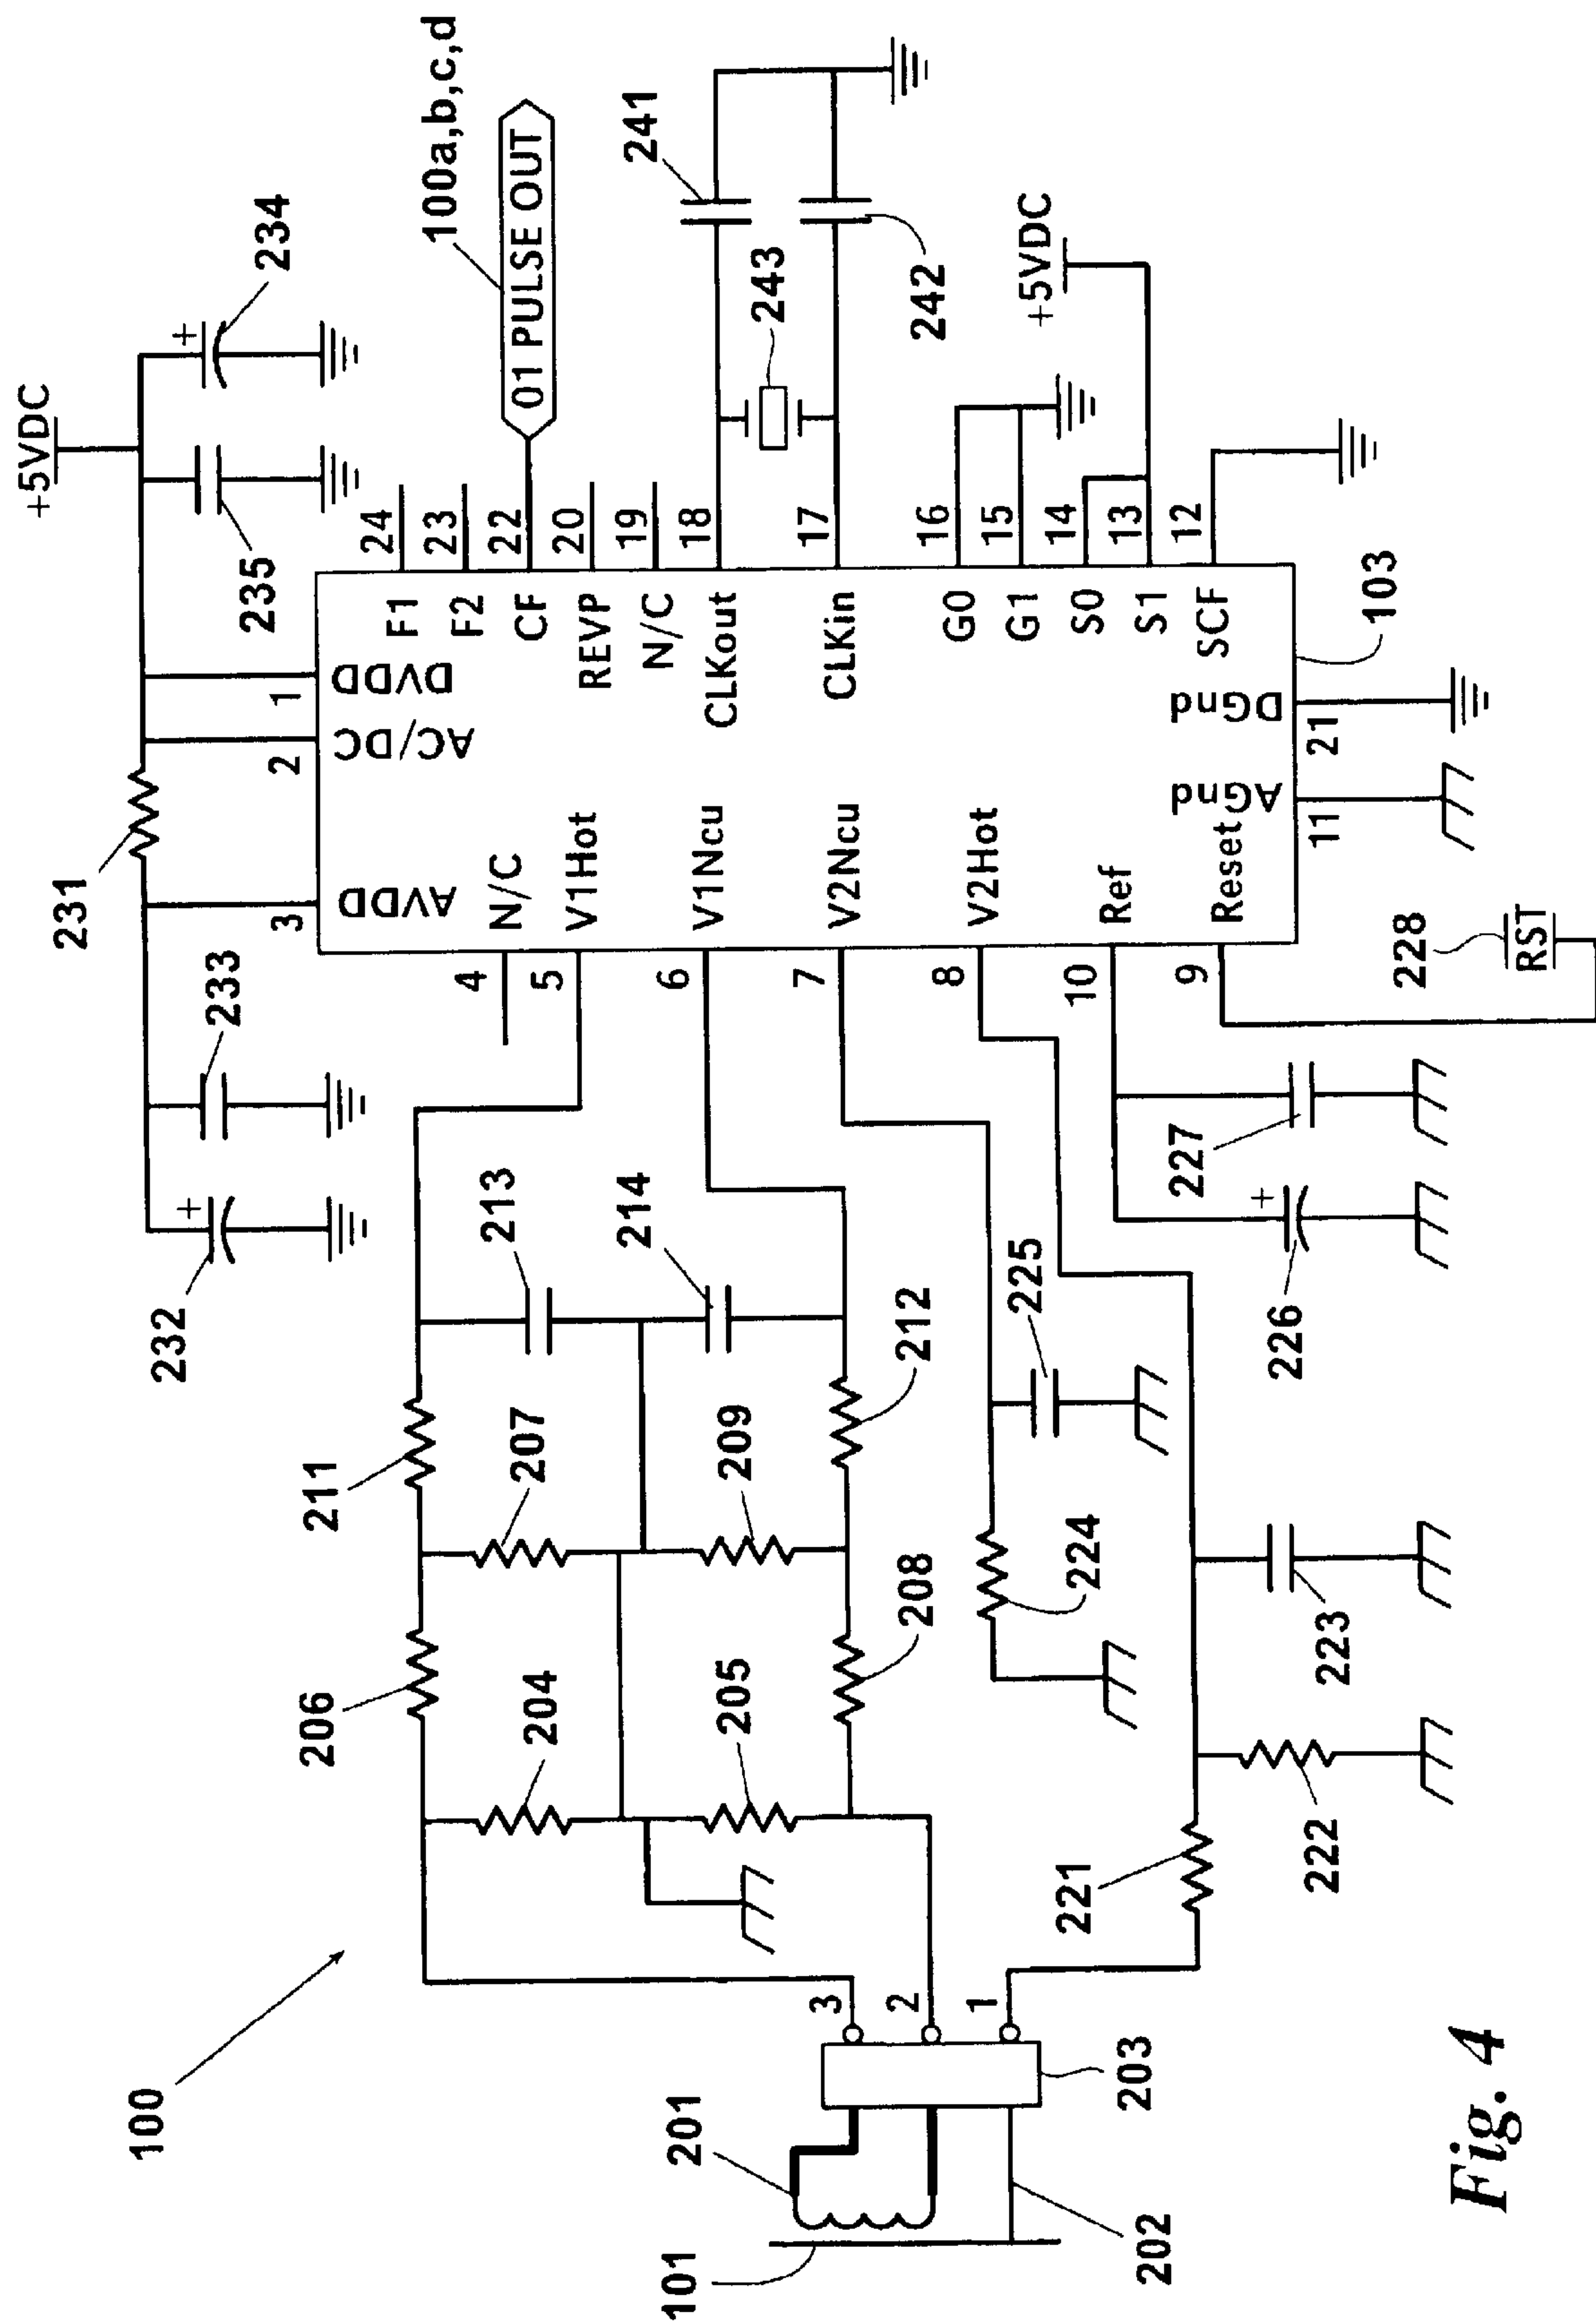 100
101
201
202
203
3
2
1
206
204
205
208
211
207
209
212
213
214
221
222
223
224
225
226
+
227
228
RST
232
+
233
231
+5VDC
235
234
+
3
AVDD
2
AC/DC
1
DVDD
4
N/C
5
V1Hot
6
V1Ncu
7
V2Ncu
8
V2Hot
10
Ref
9
Reset
11
AGnd
21
DGnd
103
F1
24
F2
23
CF
22
REVP
20
N/C
19
CLKout
18
CLKin
17
G0
16
G1
15
S0
14
S1
13
SCF
12
01 PULSE OUT
100a,b,c,d
241
243
242
+5VDC
Fig. 4